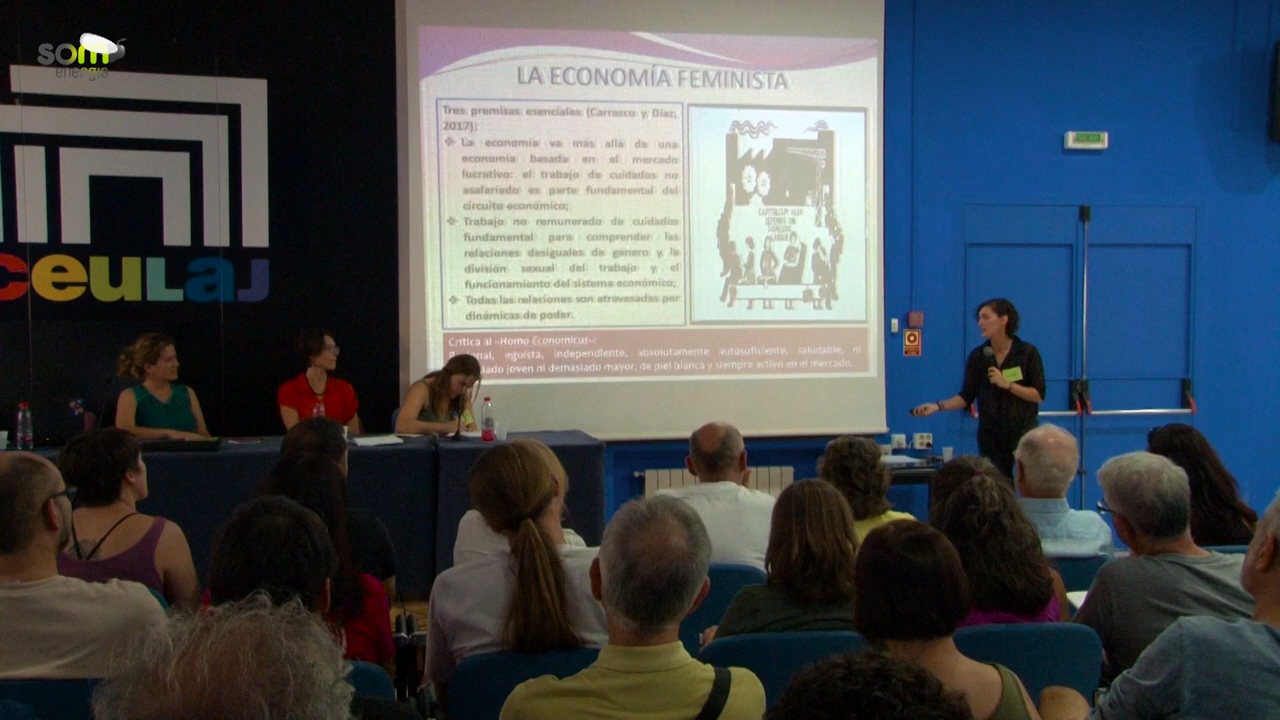 som
energia
ceulaj
LA ECONOMÍA FEMINISTA
Tres premisas esenciales (Carrasco y Díaz,
2017):
❖ La economía va más allá de una
economía basada en el mercado
lucrativo: el trabajo de cuidados no
asalariado es parte fundamental del
circuito económico;
❖ Trabajo no remunerado de cuidados
fundamental para comprender las
relaciones desiguales de género y la
división sexual del trabajo y el
funcionamiento del sistema económico;
❖ Todas las relaciones son atravesadas por
dinámicas de poder.
Crítica al «Homo Economicus»:
egoísta, independiente, absolutamente autosuficiente, saludable, ni
joven ni demasiado mayor, de piel blanca y siempre activo en el mercado.